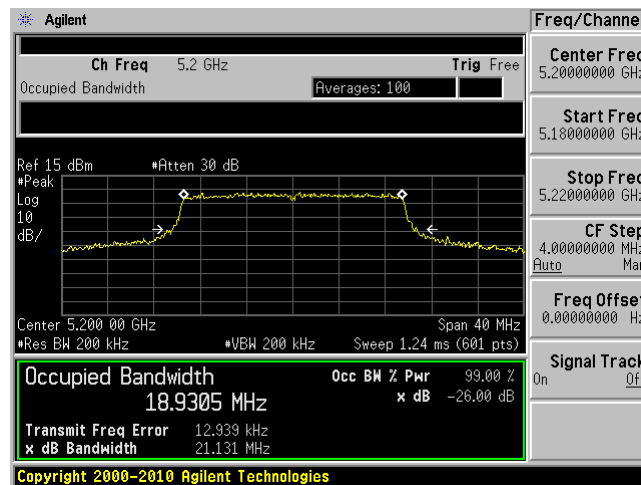 Agilent
Freq/Channe
Ch Freq 5.2 GHz Trig Free
Occupied Bandwidth Averages: 100
Center Freq
5.20000000 GHz
Start Freq
5.18000000 GHz
Stop Freq
5.22000000 GHz
CF Step
4.00000000 MHz
Auto Man
Freq Offset
0.00000000 Hz
Signal Track
On Off
Ref 15 dBm #Atten 30 dB
#Peak
Log
10
dB/
Center 5.200 00 GHz Span 40 MHz
#Res BW 200 kHz #VBW 200 kHz Sweep 1.24 ms (601 pts)
Occupied Bandwidth
18.9305 MHz
Occ BW % Pwr 99.00 %
x dB -26.00 dB
Transmit Freq Error 12.939 kHz
x dB Bandwidth 21.131 MHz
Copyright 2000-2010 Agilent Technologies